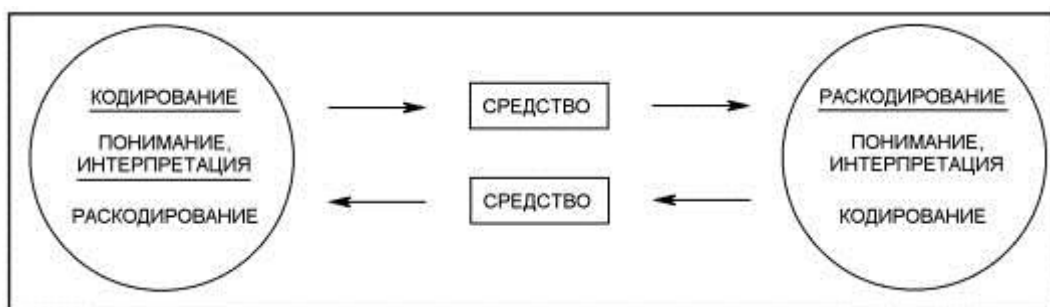 КОДИРОВАНИЕ
ПОНИМАНИЕ,
ИНТЕРПРЕТАЦИЯ
РАСКОДИРОВАНИЕ
СРЕДСТВО
СРЕДСТВО
РАСКОДИРОВАНИЕ
ПОНИМАНИЕ,
ИНТЕРПРЕТАЦИЯ
КОДИРОВАНИЕ